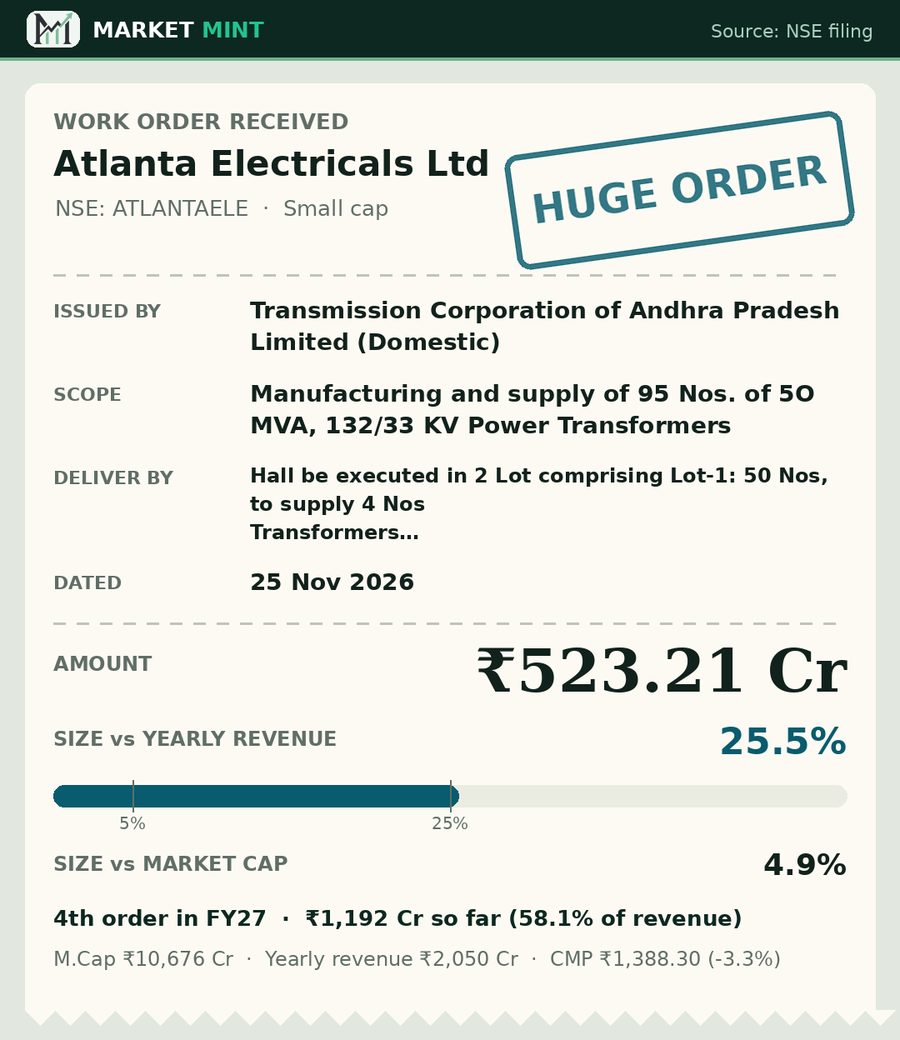 MARKET MINT
Source: NSE filing
WORK ORDER RECEIVED
Atlanta Electricals Ltd
HUGE ORDER
NSE: ATLANTAELE · Small cap
ISSUED BY
Transmission Corporation of Andhra Pradesh
Limited (Domestic)
SCOPE
Manufacturing and supply of 95 Nos. of 5O
MVA, 132/33 KV Power Transformers
DELIVER BY
Hall be executed in 2 Lot comprising Lot-1: 50 Nos,
to supply 4 Nos
Transformers…
DATED
25 Nov 2026
AMOUNT
₹523.21 Cr
SIZE vs YEARLY REVENUE
25.5%
5%
25%
SIZE vs MARKET CAP
4.9%
4th order in FY27 · ₹1,192 Cr so far (58.1% of revenue)
M.Cap ₹10,676 Cr · Yearly revenue ₹2,050 Cr · CMP ₹1,388.30 (-3.3%)